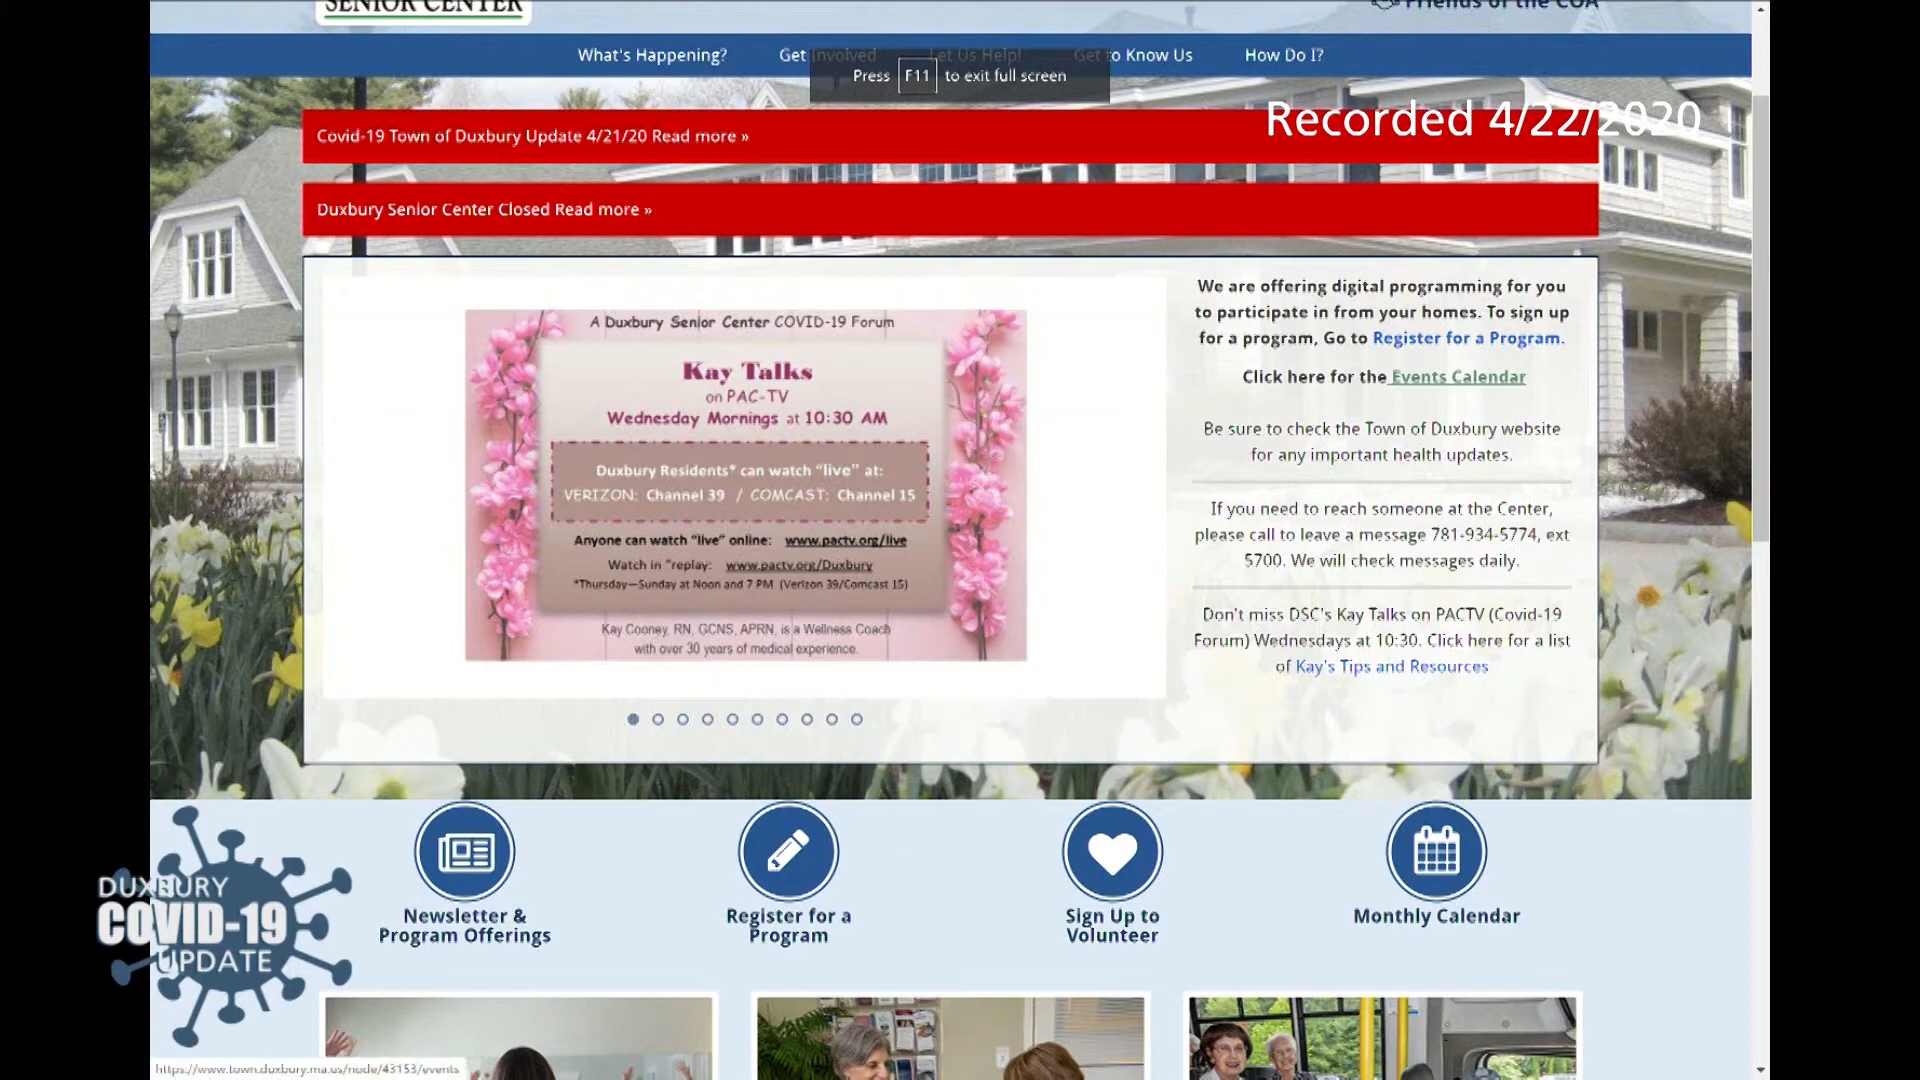 SENIOR CENTER
Friends of the COA
What's Happening?
Get Involved
Let Us Help!
Get to Know Us
How Do I?
Press F11 to exit full screen
Recorded 4/22/2020
Covid-19 Town of Duxbury Update 4/21/20 Read more »
Duxbury Senior Center Closed Read more »
A Duxbury Senior Center COVID-19 Forum
Kay Talks
on PAC-TV
Wednesday Mornings at 10:30 AM
Duxbury Residents* can watch “live” at:
VERIZON: Channel 39 / COMCAST: Channel 15
Anyone can watch “live” online: www.pactv.org/live
Watch in "replay: www.pactv.org/Duxbury
*Thursday—Sunday at Noon and 7 PM (Verizon 39/Comcast 15)
Kay Cooney, RN, GCNS, APRN, is a Wellness Coach
with over 30 years of medical experience.
We are offering digital programming for you
to participate in from your homes. To sign up
for a program, Go to Register for a Program.
Click here for the Events Calendar
Be sure to check the Town of Duxbury website
for any important health updates.
If you need to reach someone at the Center,
please call to leave a message 781-934-5774, ext
5700. We will check messages daily.
Don't miss DSC's Kay Talks on PACTV (Covid-19
Forum) Wednesdays at 10:30. Click here for a list
of Kay's Tips and Resources
Newsletter &
Program Offerings
Register for a
Program
Sign Up to
Volunteer
Monthly Calendar
DUXBURY
COVID-19
UPDATE
https://www.town.duxbury.ma.us/node/43153/events